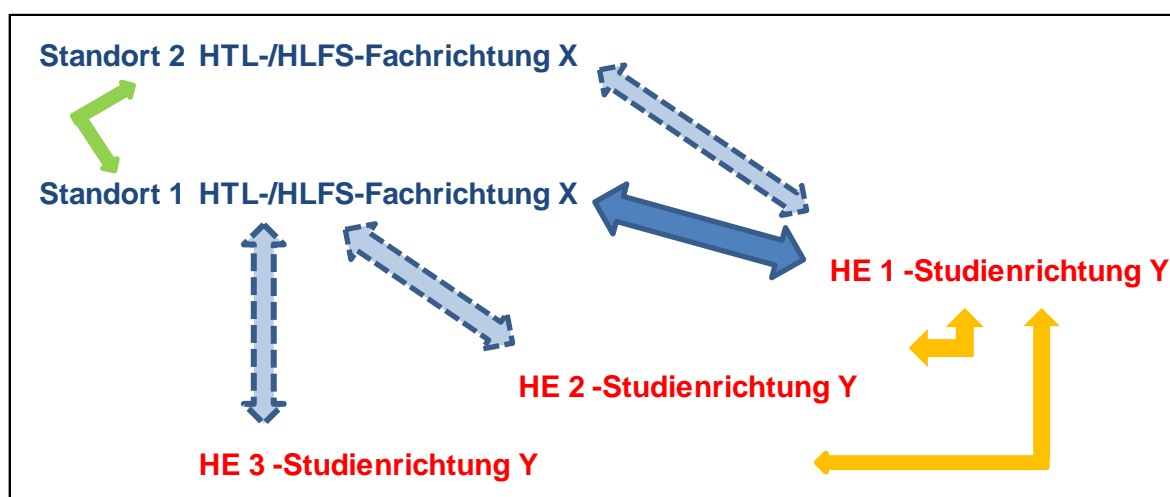 Standort 2 HTL-/HLFS-Fachrichtung X
Standort 1 HTL-/HLFS-Fachrichtung X
HE 1 -Studienrichtung Y
HE 2 -Studienrichtung Y
HE 3 -Studienrichtung Y